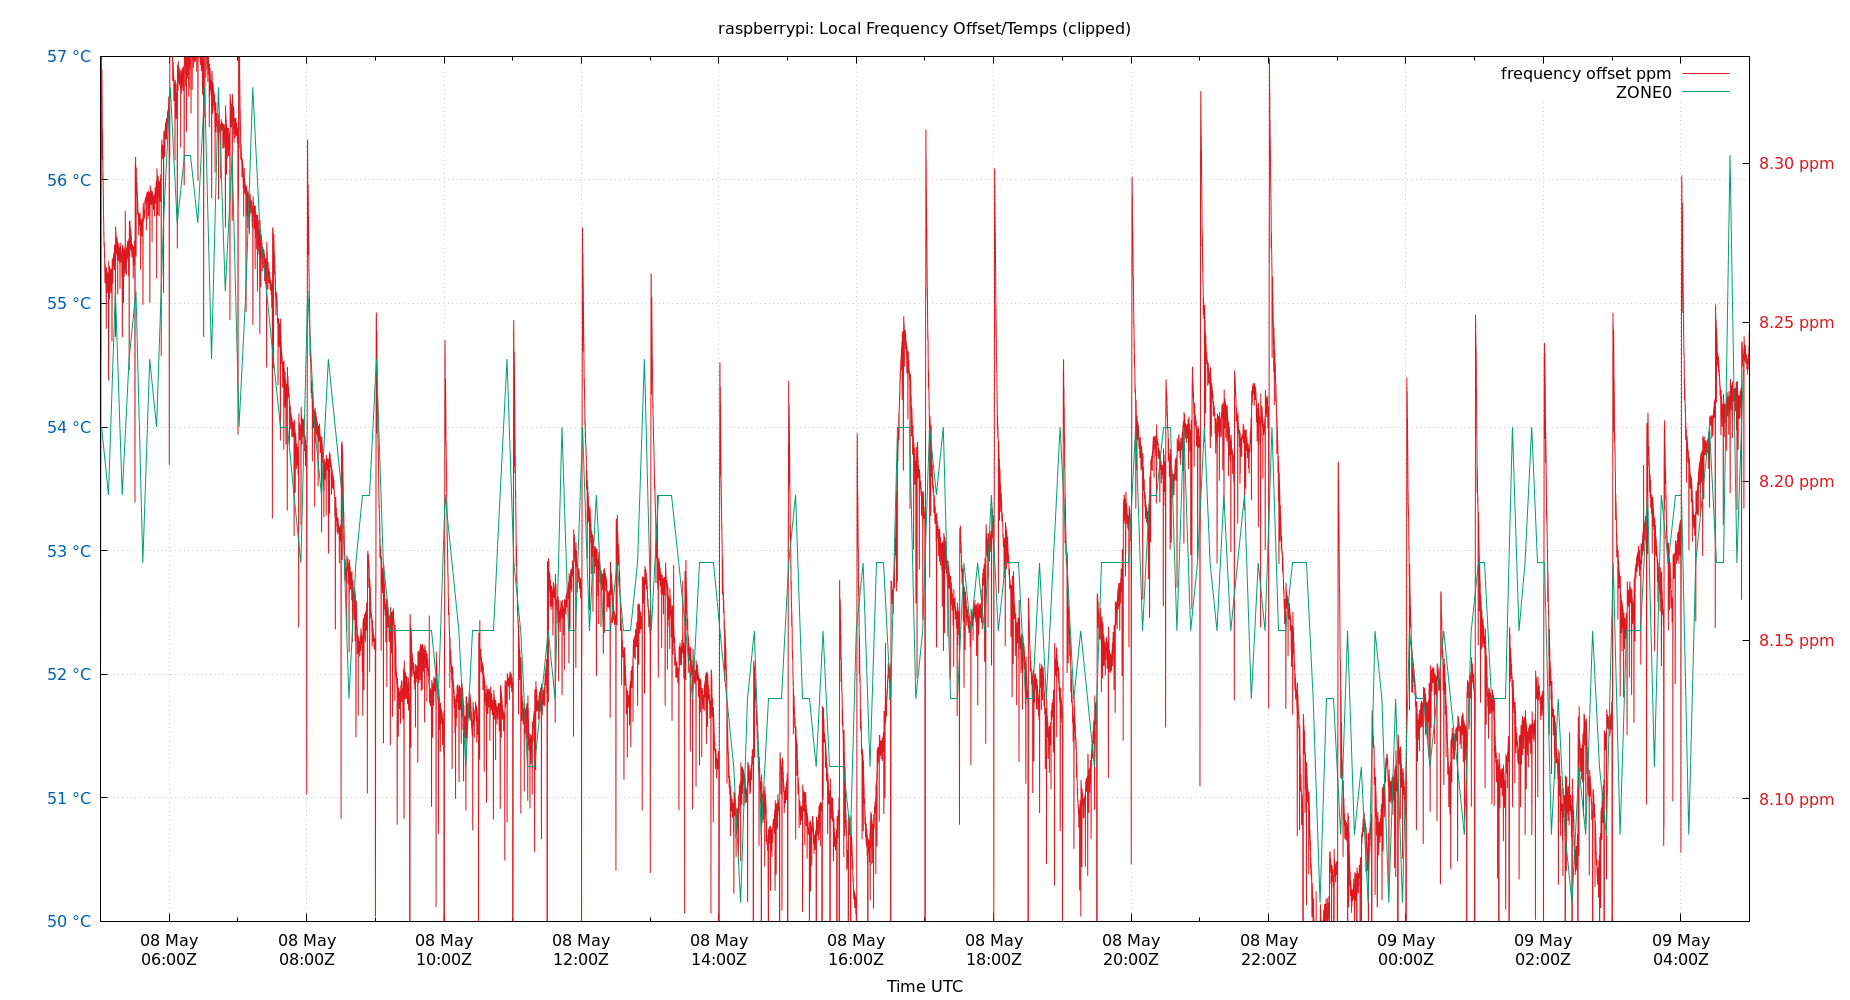 raspberrypi: Local Frequency Offset/Temps (clipped)
frequency offset ppm
ZONE0
57 °C
56 °C
55 °C
54 °C
53 °C
52 °C
51 °C
50 °C
8.30 ppm
8.25 ppm
8.20 ppm
8.15 ppm
8.10 ppm
08 May 08 May 08 May 08 May 08 May 08 May 08 May 08 May 08 May 09 May 09 May 09 May
06:00Z 08:00Z 10:00Z 12:00Z 14:00Z 16:00Z 18:00Z 20:00Z 22:00Z 00:00Z 02:00Z 04:00Z
Time UTC